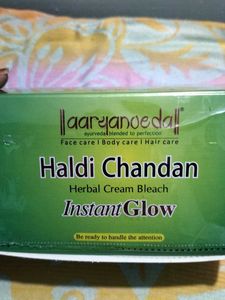 aaryanveda
ayurveda blended to perfection
Face care | Body care | Hair care
Haldi Chandan
Herbal Cream Bleach
Instant Glow
Be ready to handle the attention